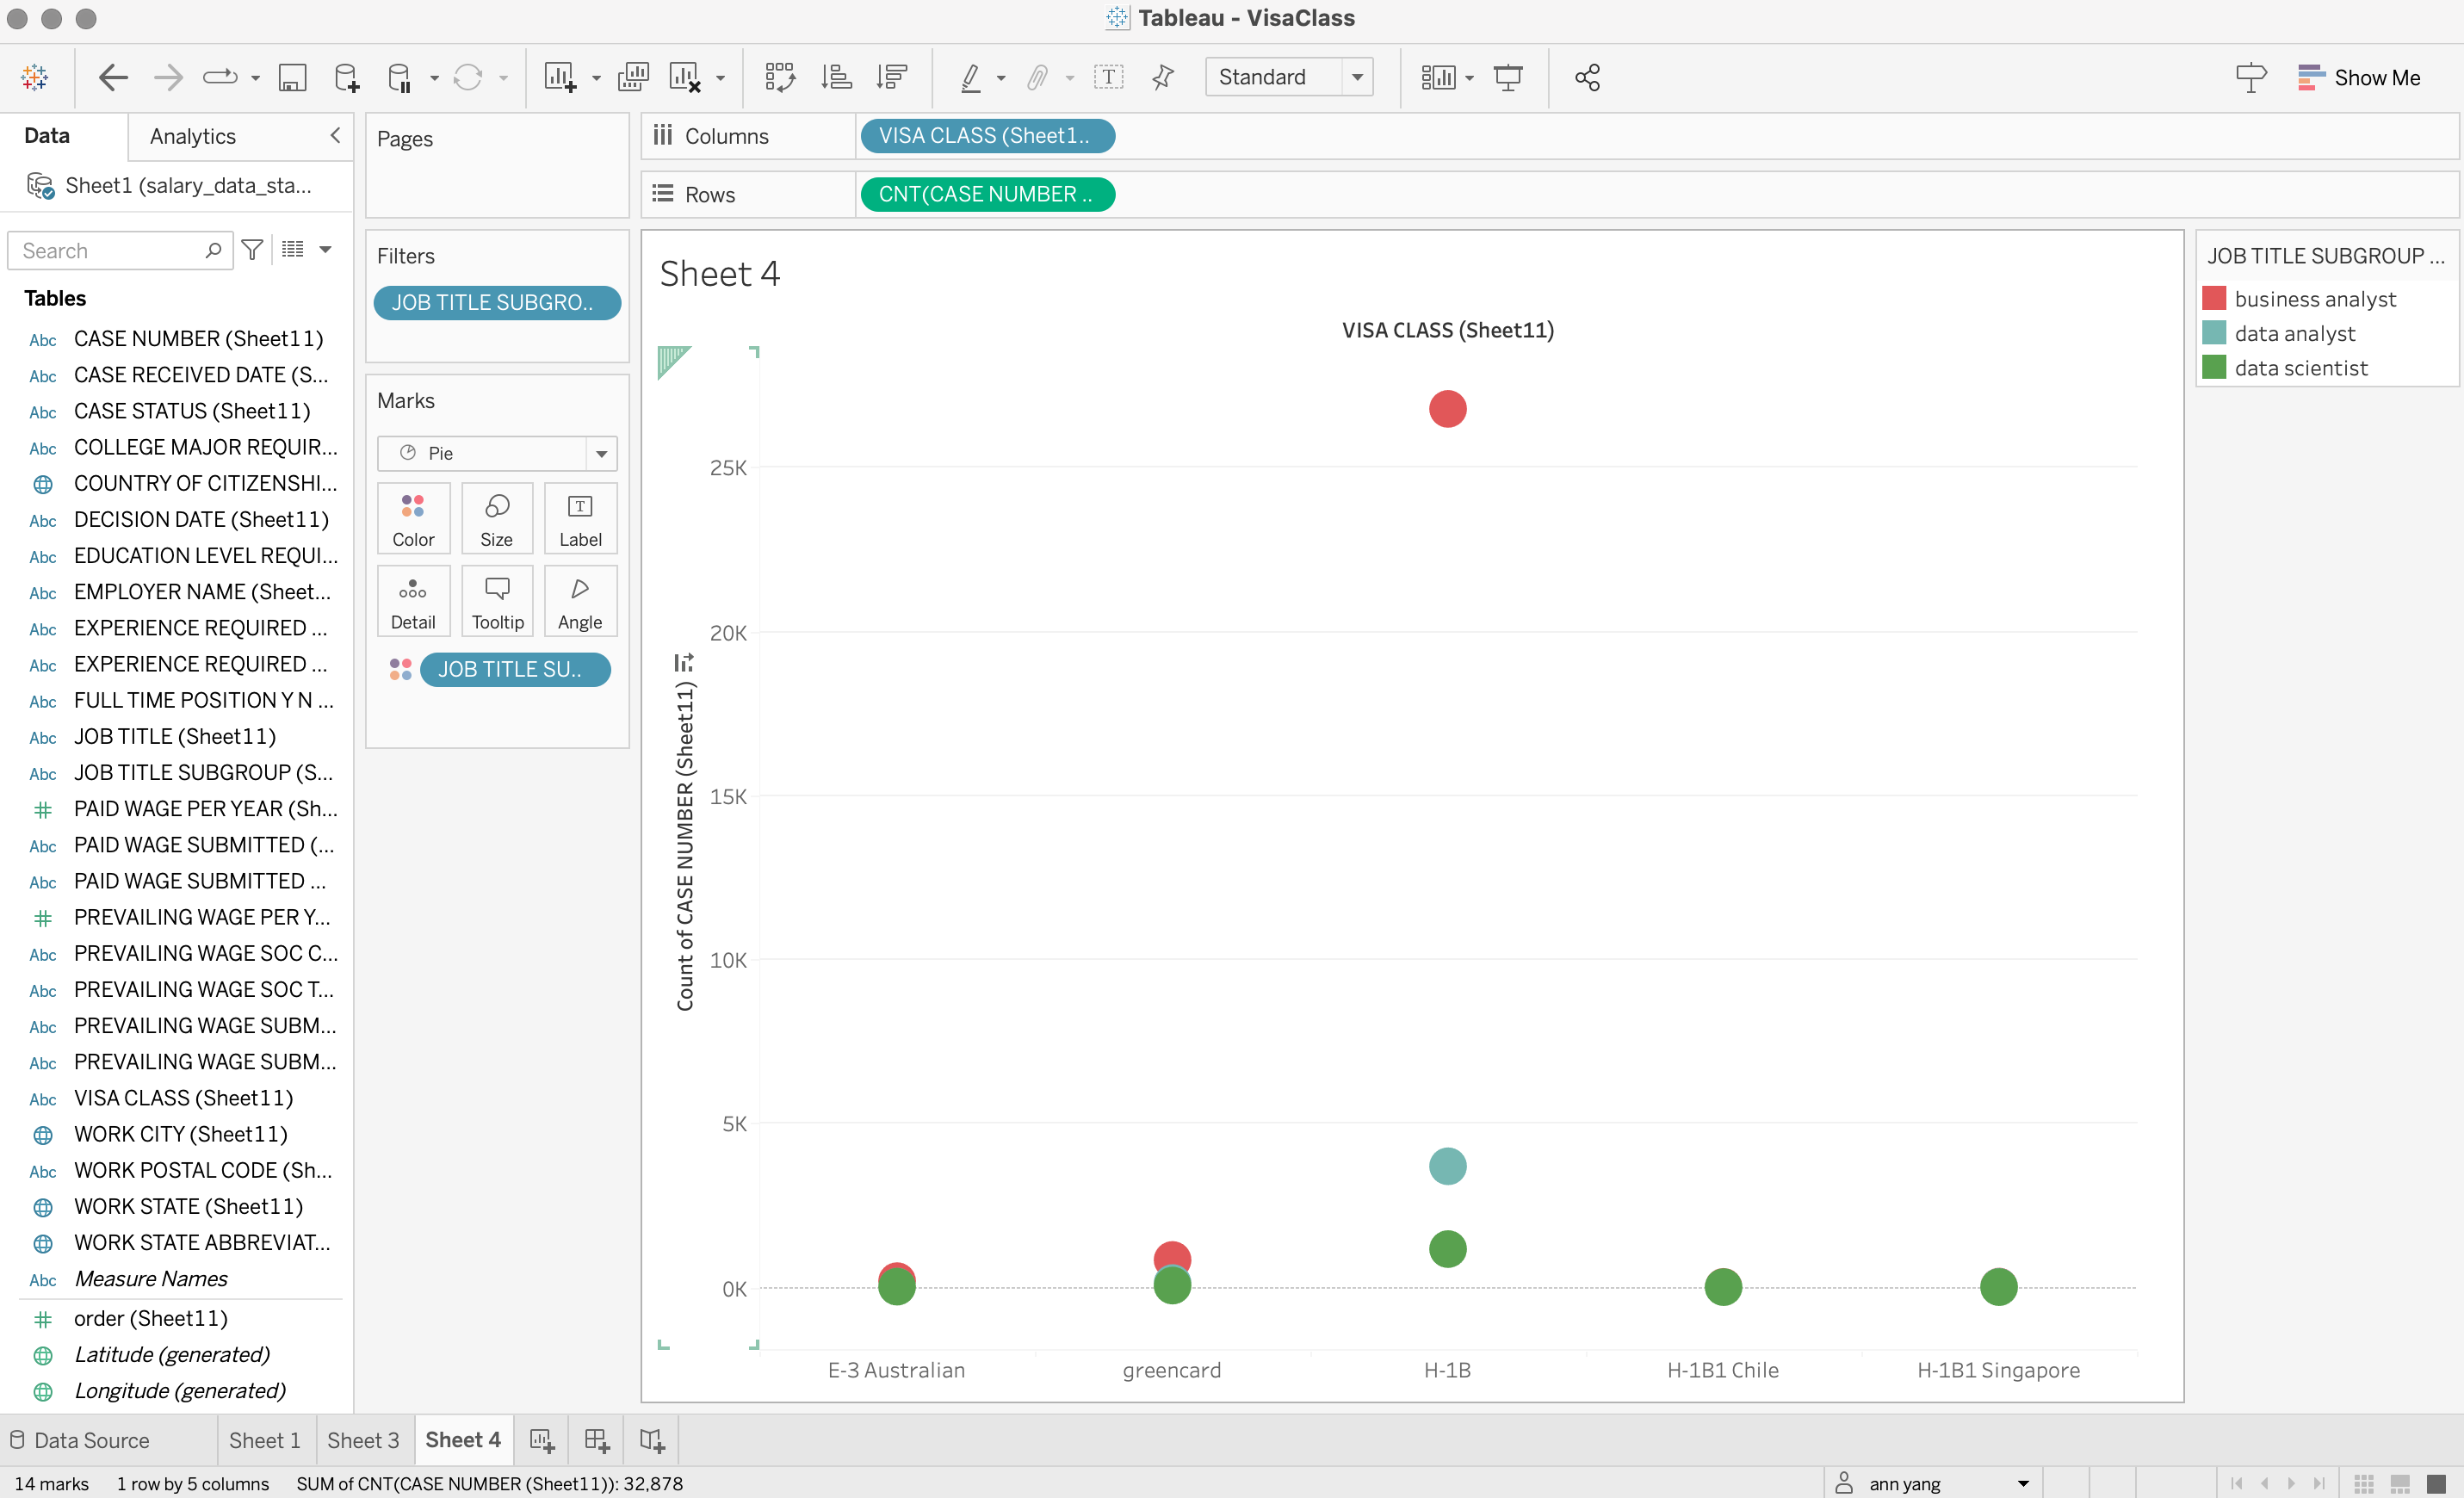 Tableau - VisaClass
Standard
Show Me
Data
Analytics
Sheet1 (salary_data_sta...
Search
Tables
Abc CASE NUMBER (Sheet11)
Abc CASE RECEIVED DATE (S...
Abc CASE STATUS (Sheet11)
Abc COLLEGE MAJOR REQUIR...
COUNTRY OF CITIZENSHI...
Abc DECISION DATE (Sheet11)
Abc EDUCATION LEVEL REQUI...
Abc EMPLOYER NAME (Sheet...
Abc EXPERIENCE REQUIRED ...
Abc EXPERIENCE REQUIRED ...
Abc FULL TIME POSITION Y N ...
Abc JOB TITLE (Sheet11)
Abc JOB TITLE SUBGROUP (S...
# PAID WAGE PER YEAR (Sh...
Abc PAID WAGE SUBMITTED (...
Abc PAID WAGE SUBMITTED ...
# PREVAILING WAGE PER Y...
Abc PREVAILING WAGE SOC C...
Abc PREVAILING WAGE SOC T...
Abc PREVAILING WAGE SUBM...
Abc PREVAILING WAGE SUBM...
Abc VISA CLASS (Sheet11)
WORK CITY (Sheet11)
Abc WORK POSTAL CODE (Sh...
WORK STATE (Sheet11)
WORK STATE ABBREVIAT...
Abc Measure Names
# order (Sheet11)
Latitude (generated)
Longitude (generated)
Pages
Filters
JOB TITLE SUBGRO..
Marks
Pie
Color Size T Label
Detail Tooltip Angle
JOB TITLE SU..
Columns VISA CLASS (Sheet1..
Rows CNT(CASE NUMBER ..
Sheet 4
VISA CLASS (Sheet11)
Count of CASE NUMBER (Sheet11)
25K
20K
15K
10K
5K
0K
E-3 Australian greencard H-1B H-1B1 Chile H-1B1 Singapore
JOB TITLE SUBGROUP ...
business analyst
data analyst
data scientist
Data Source Sheet 1 Sheet 3 Sheet 4
14 marks 1 row by 5 columns SUM of CNT(CASE NUMBER (Sheet11)): 32,878 ann yang